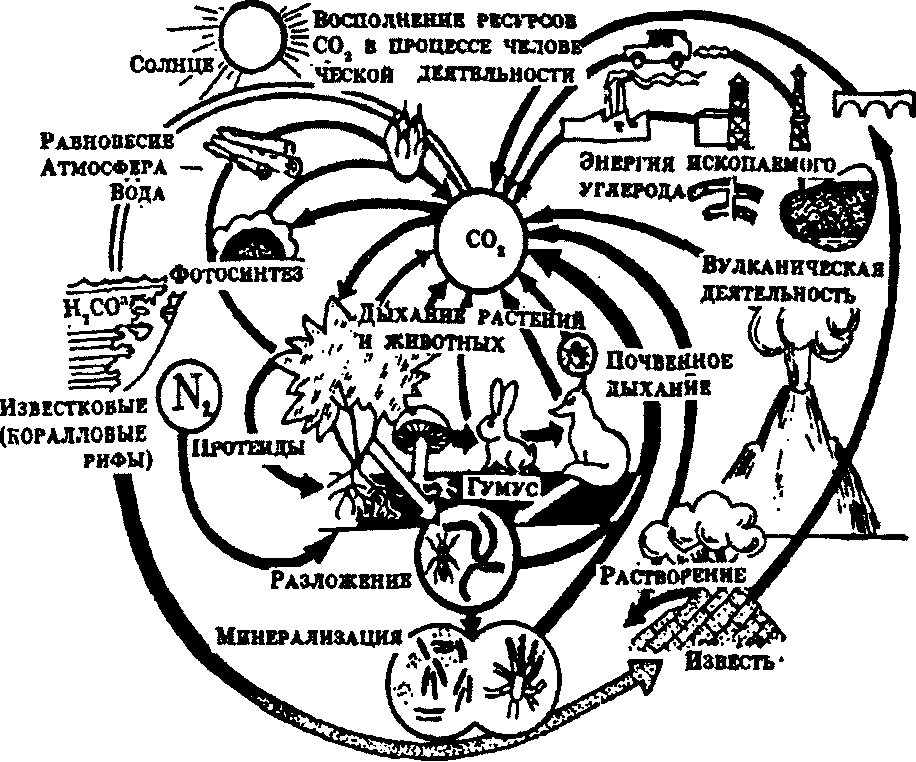 Восполнение ресурсов
CO2 в процессе челове
ческой деятельности
Солнце
Равновесие
Атмосфера —
Вода
Энергия ископаемого
углерода
CO2
Фотосинтез
Вулканическая
деятельность
H2CO3
Дыхание растений
и животных
Почвенное
дыхание
N2
Известковые
(коралловые
рифы)
Протеиды
Гумус
Разложение
Растворение
Минерализация
Известь